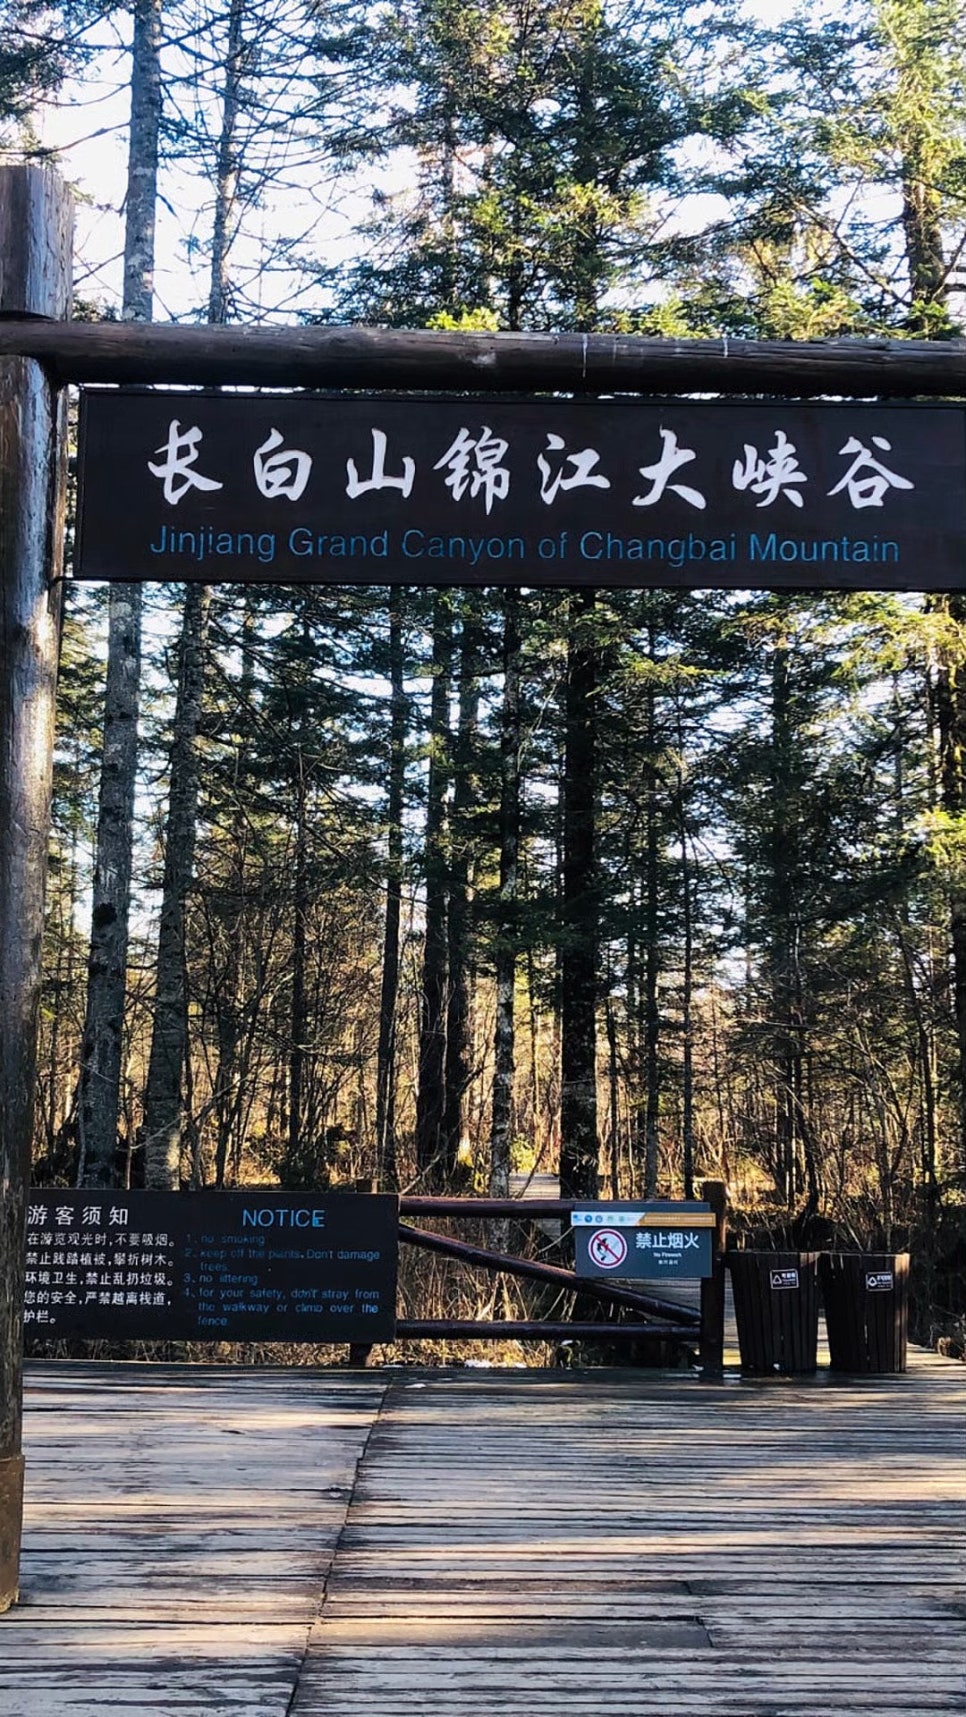 长白山锦江大峡谷
Jinjiang Grand Canyon of Changbai Mountain
游客须知
在游览观光时,不要吸烟。
禁止践踏植被,攀折树木。
环境卫生,禁止乱扔垃圾。
您的安全,严禁越离栈道,
护栏。
NOTICE
1. no smoking
2. keep off the plants. Don't damage
trees.
3. no littering
4. for your safety, don't stray from
the walkway or climb over the
fence.
禁止烟火
No Firework